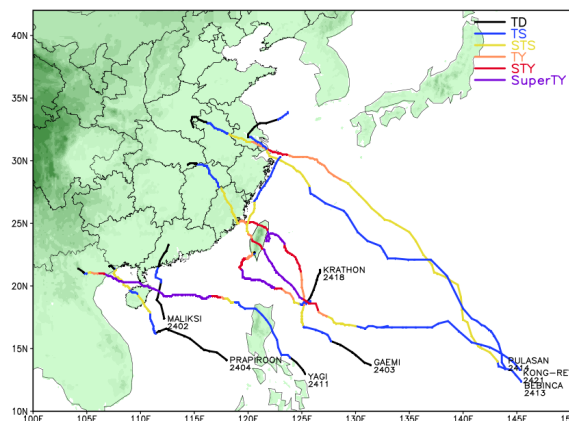 TD
TS
STS
TY
STY
SuperTY
40N
35N
30N
25N
20N
15N
10N
KRATHON
2418
MALIKSI
2402
PRAPIROON
2404
YAGI
2411
GAEMI
2403
PULASAN
2414
KONG-REY
2421
BEBINCA
2413
100E
105E
110E
115E
120E
125E
130E
135E
140E
145E